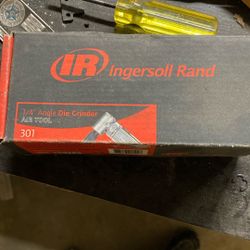 IR Ingersoll Rand
1/4" Angle Die Grinder
AIR TOOL
301